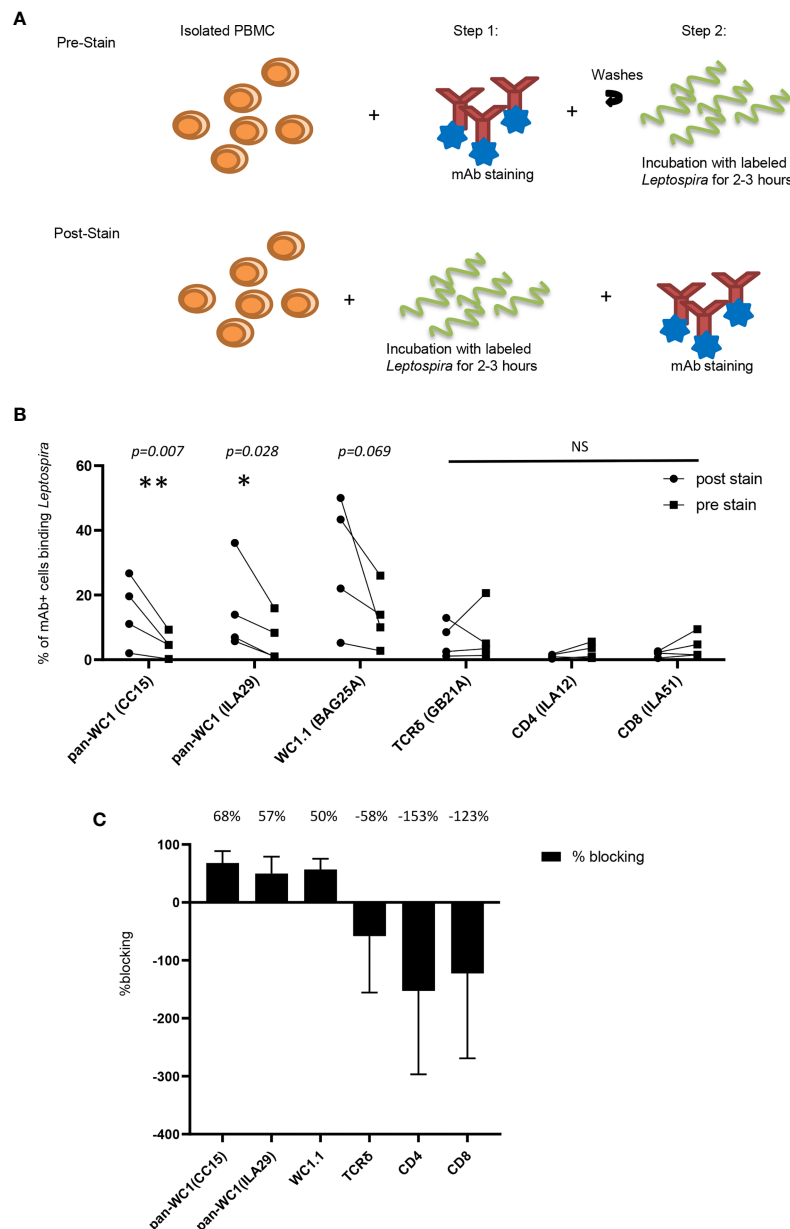 A
Isolated PBMC
Step 1:
Step 2:
Pre-Stain
Washes
+
+
mAb staining
Incubation with labeled
Leptospira for 2-3 hours
Post-Stain
+
+
Incubation with labeled
Leptospira for 2-3 hours
mAb staining
B
p=0.007
p=0.028
p=0.069
NS
**
*
post stain
pre stain
% of mAb+ cells binding Leptospira
60
40
20
0
pan-WC1 (CC15)
pan-WC1 (ILA29)
WC1.1 (BAG25A)
TCRδ (GB21A)
CD4 (ILA12)
CD8 (ILA51)
C
68% 57% 50% -58% -153% -123%
% blocking
%blocking
100
0
-100
-200
-300
-400
pan-WC1(CC15)
pan-WC1(ILA29)
WC1.1
TCRδ
CD4
CD8